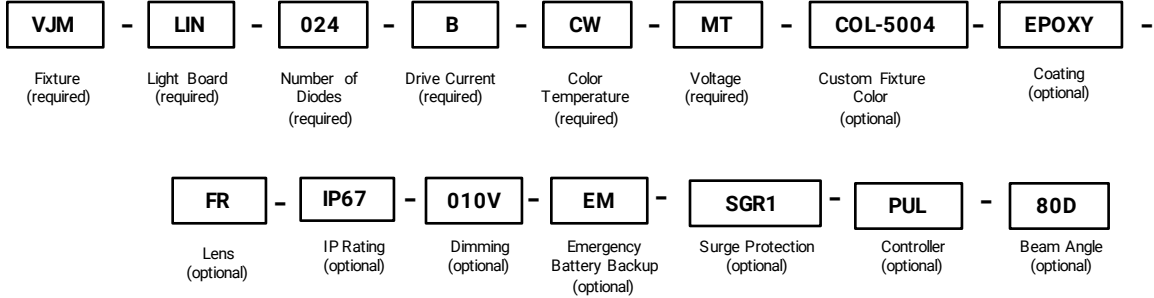 VJM - LIN - 024 - B - CW - MT - COL-5004 - EPOXY -
Fixture
(required)
Light Board
(required)
Number of
Diodes
(required)
Drive Current
(required)
Color
Temperature
(required)
Voltage
(required)
Custom Fixture
Color
(optional)
Coating
(optional)
FR - IP67 - 010V - EM - SGR1 - PUL - 80D
Lens
(optional)
IP Rating
(optional)
Dimming
(optional)
Emergency
Battery Backup
(optional)
Surge Protection
(optional)
Controller
(optional)
Beam Angle
(optional)